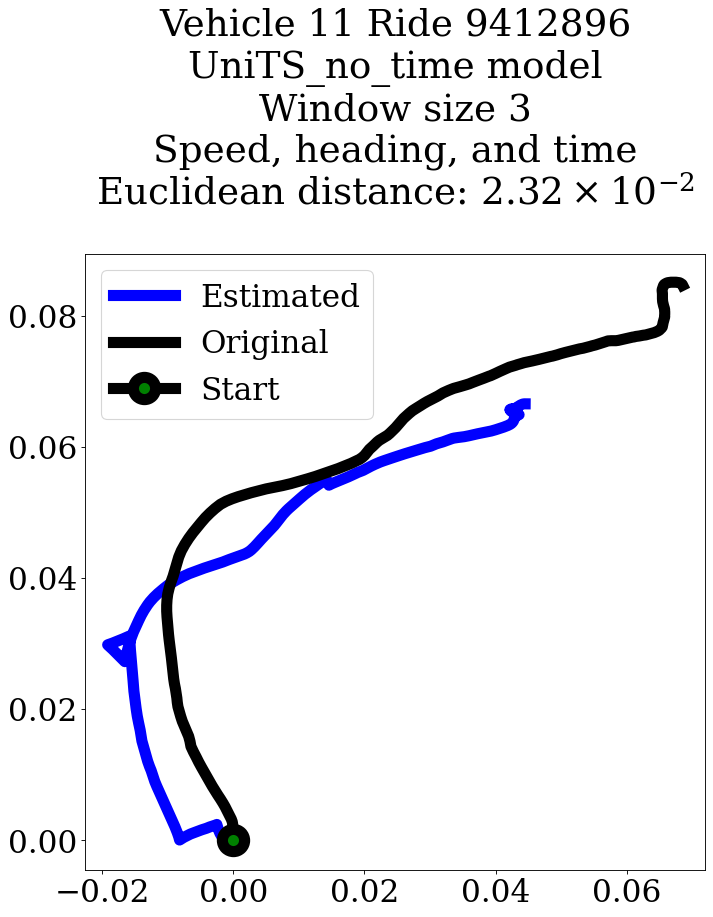 Vehicle 11 Ride 9412896
UniTS_no_time model
Window size 3
Speed, heading, and time
Euclidean distance: 2.32 × 10⁻²
Estimated
Original
Start
0.08
0.06
0.04
0.02
0.00
−0.02 0.00 0.02 0.04 0.06